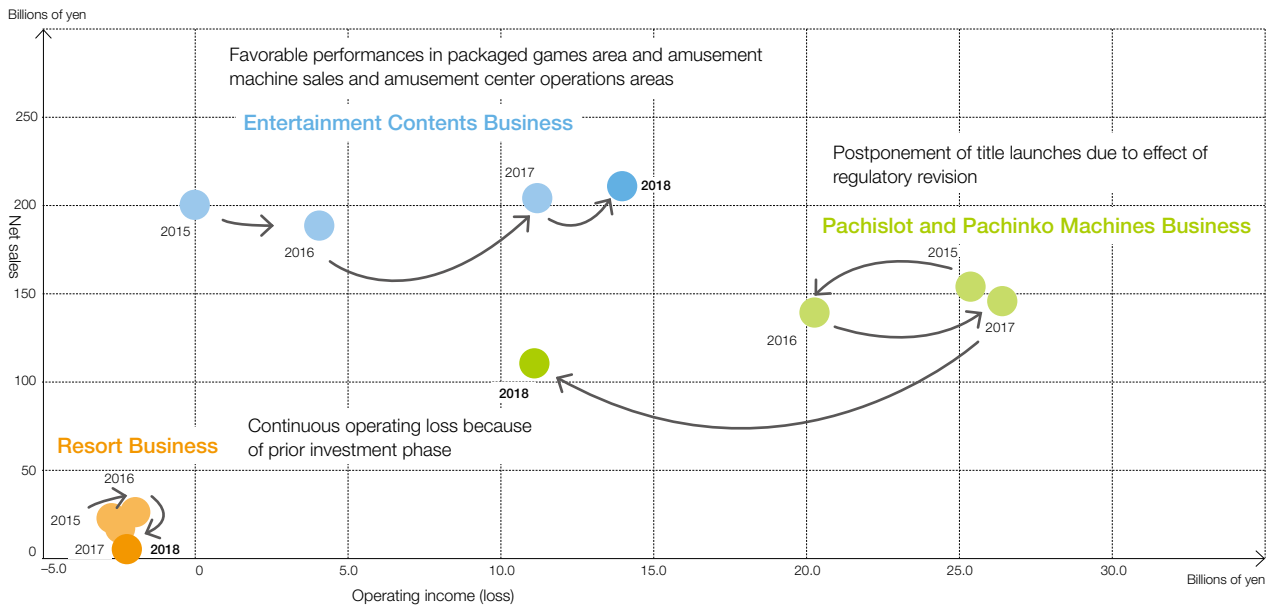 Billions of yen
Favorable performances in packaged games area and amusement
machine sales and amusement center operations areas
250
Entertainment Contents Business
Postponement of title launches due to effect of
regulatory revision
2017
2018
200
Net sales
2015
2016
Pachislot and Pachinko Machines Business
2015
150
2016
2017
100
2018
Continuous operating loss because
of prior investment phase
Resort Business
50
2016
2015
2017
2018
0
–5.0
0
5.0
10.0
15.0
20.0
25.0
30.0
Billions of yen
Operating income (loss)